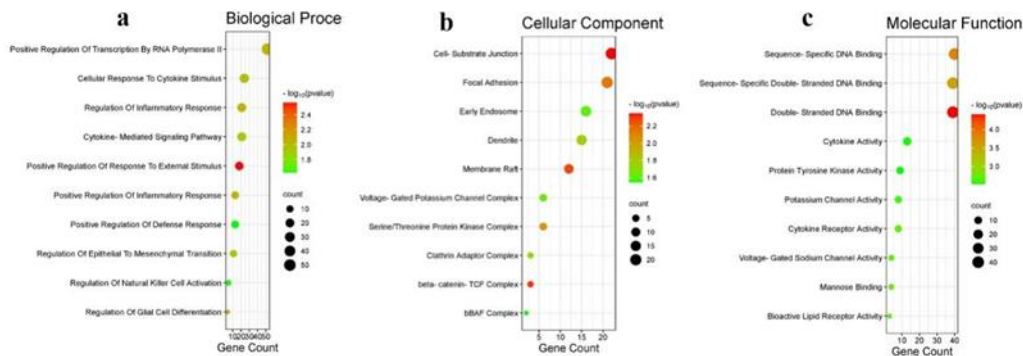 a
Biological Proce
Positive Regulation Of Transcription By RNA Polymerase II
Cellular Response To Cytokine Stimulus
Regulation Of Inflammatory Response
Cytokine- Mediated Signaling Pathway
Positive Regulation Of Response To External Stimulus
Positive Regulation Of Inflammatory Response
Positive Regulation Of Defense Response
Regulation Of Epithelial To Mesenchymal Transition
Regulation Of Natural Killer Cell Activation
Regulation Of Glial Cell Differentiation
10 20 30 40 50
Gene Count
- log10(pvalue)
2.4
2.2
2.0
1.8
count
10
20
30
40
50
b
Cellular Component
Cell- Substrate Junction
Focal Adhesion
Early Endosome
Dendrite
Membrane Raft
Voltage- Gated Potassium Channel Complex
Serine/Threonine Protein Kinase Complex
Clathrin Adaptor Complex
beta- catenin- TCF Complex
bBAF Complex
5 10 15 20
Gene Count
- log10(pvalue)
2.2
2.0
1.8
1.6
count
5
10
15
20
c
Molecular Function
Sequence- Specific DNA Binding
Sequence- Specific Double- Stranded DNA Binding
Double- Stranded DNA Binding
Cytokine Activity
Protein Tyrosine Kinase Activity
Potassium Channel Activity
Cytokine Receptor Activity
Voltage- Gated Sodium Channel Activity
Mannose Binding
Bioactive Lipid Receptor Activity
10 20 30 40
Gene Count
- log10(pvalue)
4.0
3.5
3.0
2.5
count
10
20
30
40